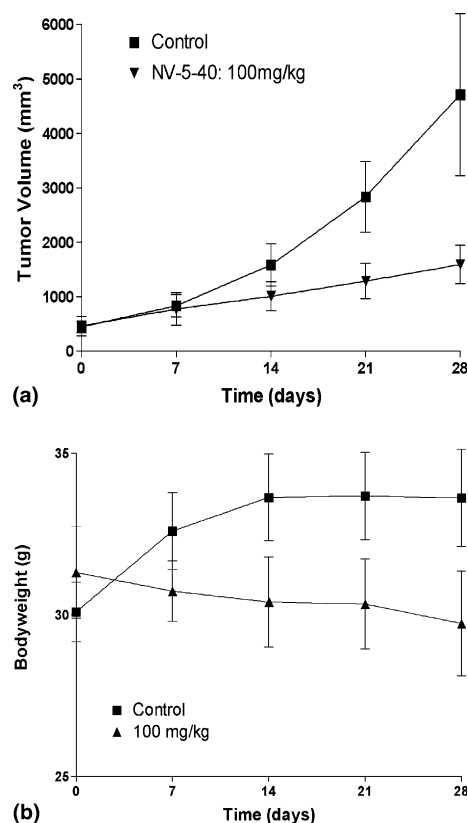 6000
5000
4000
3000
2000
1000
0
Tumor Volume (mm³)
Control
NV-5-40: 100mg/kg
0 7 14 21 28
Time (days)
(a)
35
30
25
Bodyweight (g)
Control
100 mg/kg
0 7 14 21 28
Time (days)
(b)